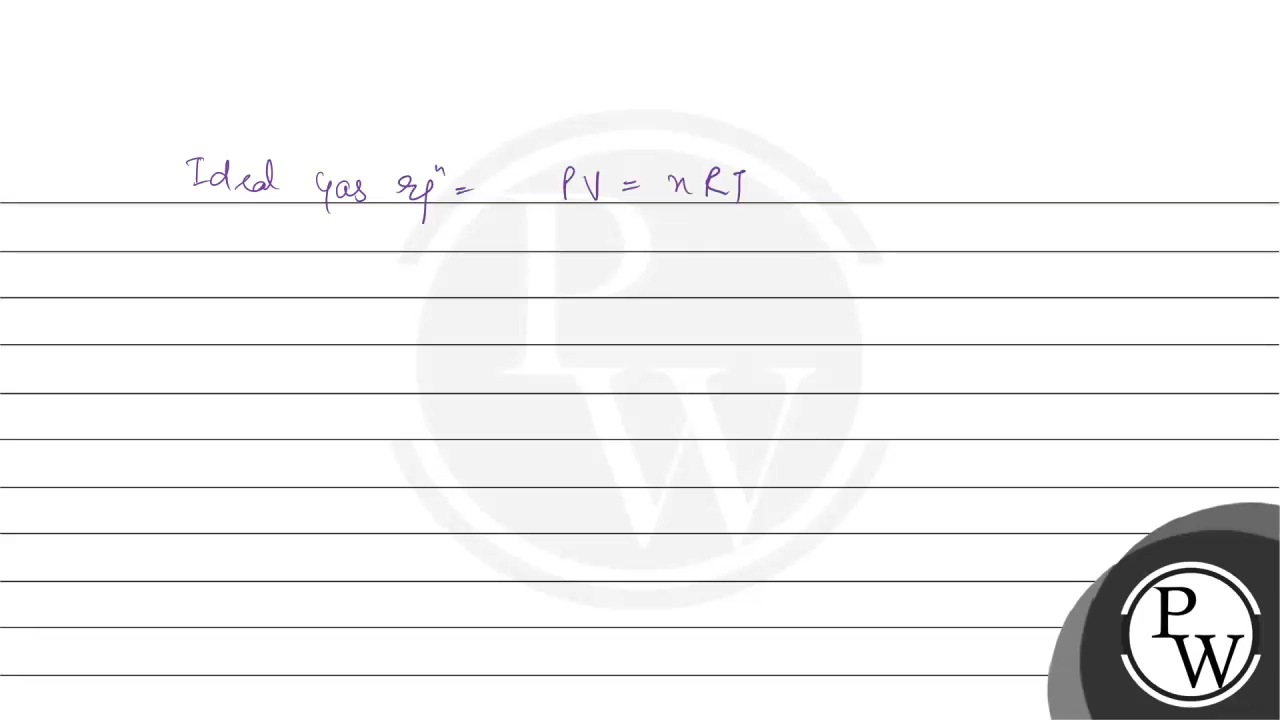 Ideal gas eqⁿ = PV = nRT
P
W
P
W